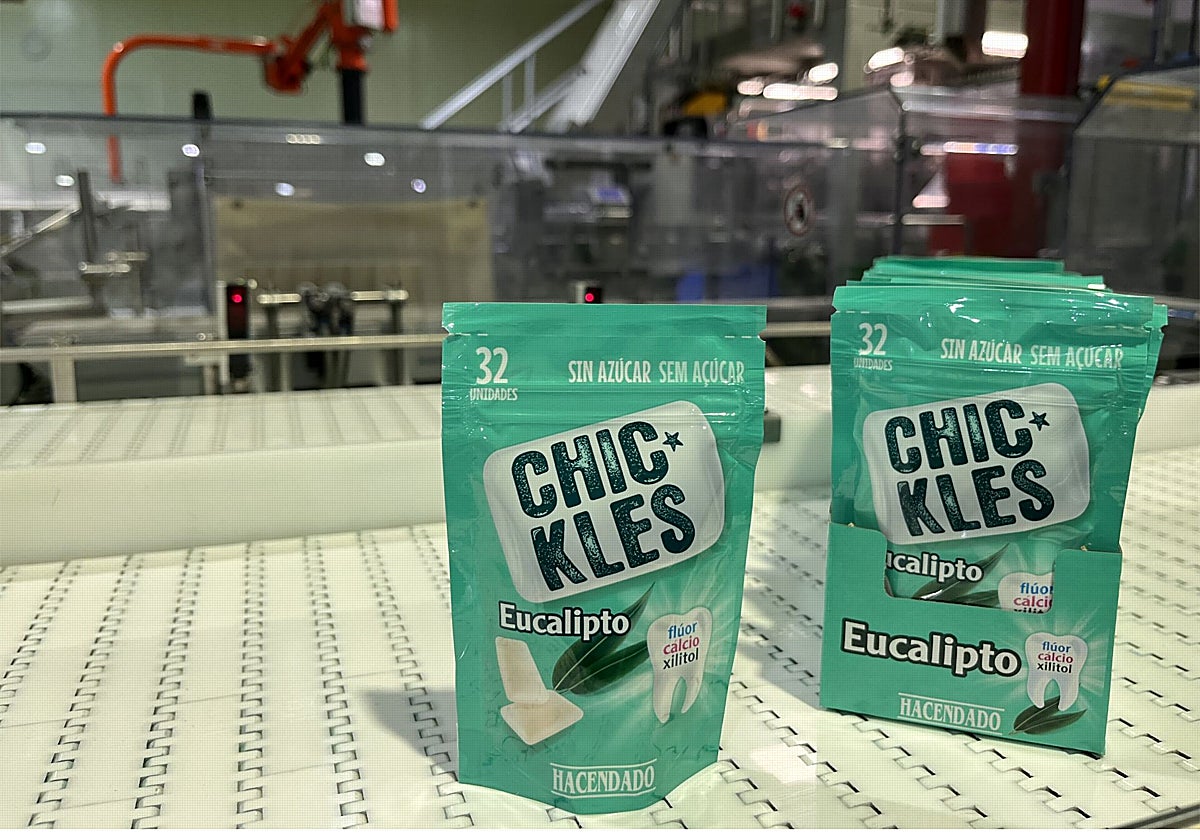 32
UNIDADES
SIN AZÚCAR SEM AÇÚCAR
CHIC
KLES
Eucalipto
flúor
calcio
xilitol
HACENDADO
32
UNIDADES
SIN AZÚCAR SEM AÇÚCAR
CHIC
KLES
ucalipto
flúor
calcio
Eucalipto
flúor
calcio
xilitol
HACENDADO